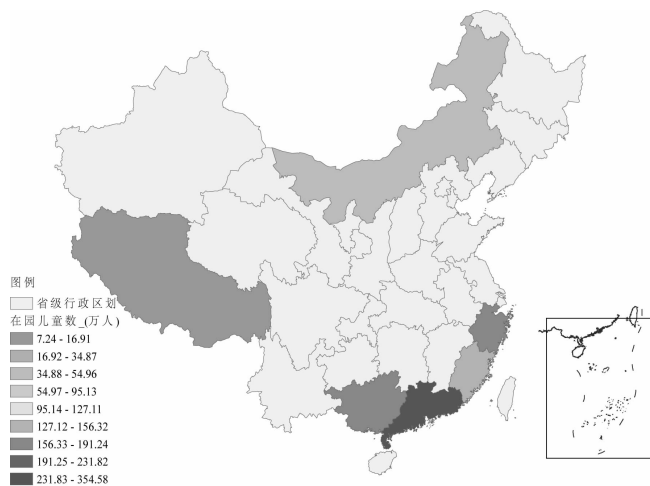 图例
省级行政区划
在园儿童数_(万人)
7.24 - 16.91
16.92 - 34.87
34.88 - 54.96
54.97 - 95.13
95.14 - 127.11
127.12 - 156.32
156.33 - 191.24
191.25 - 231.82
231.83 - 354.58